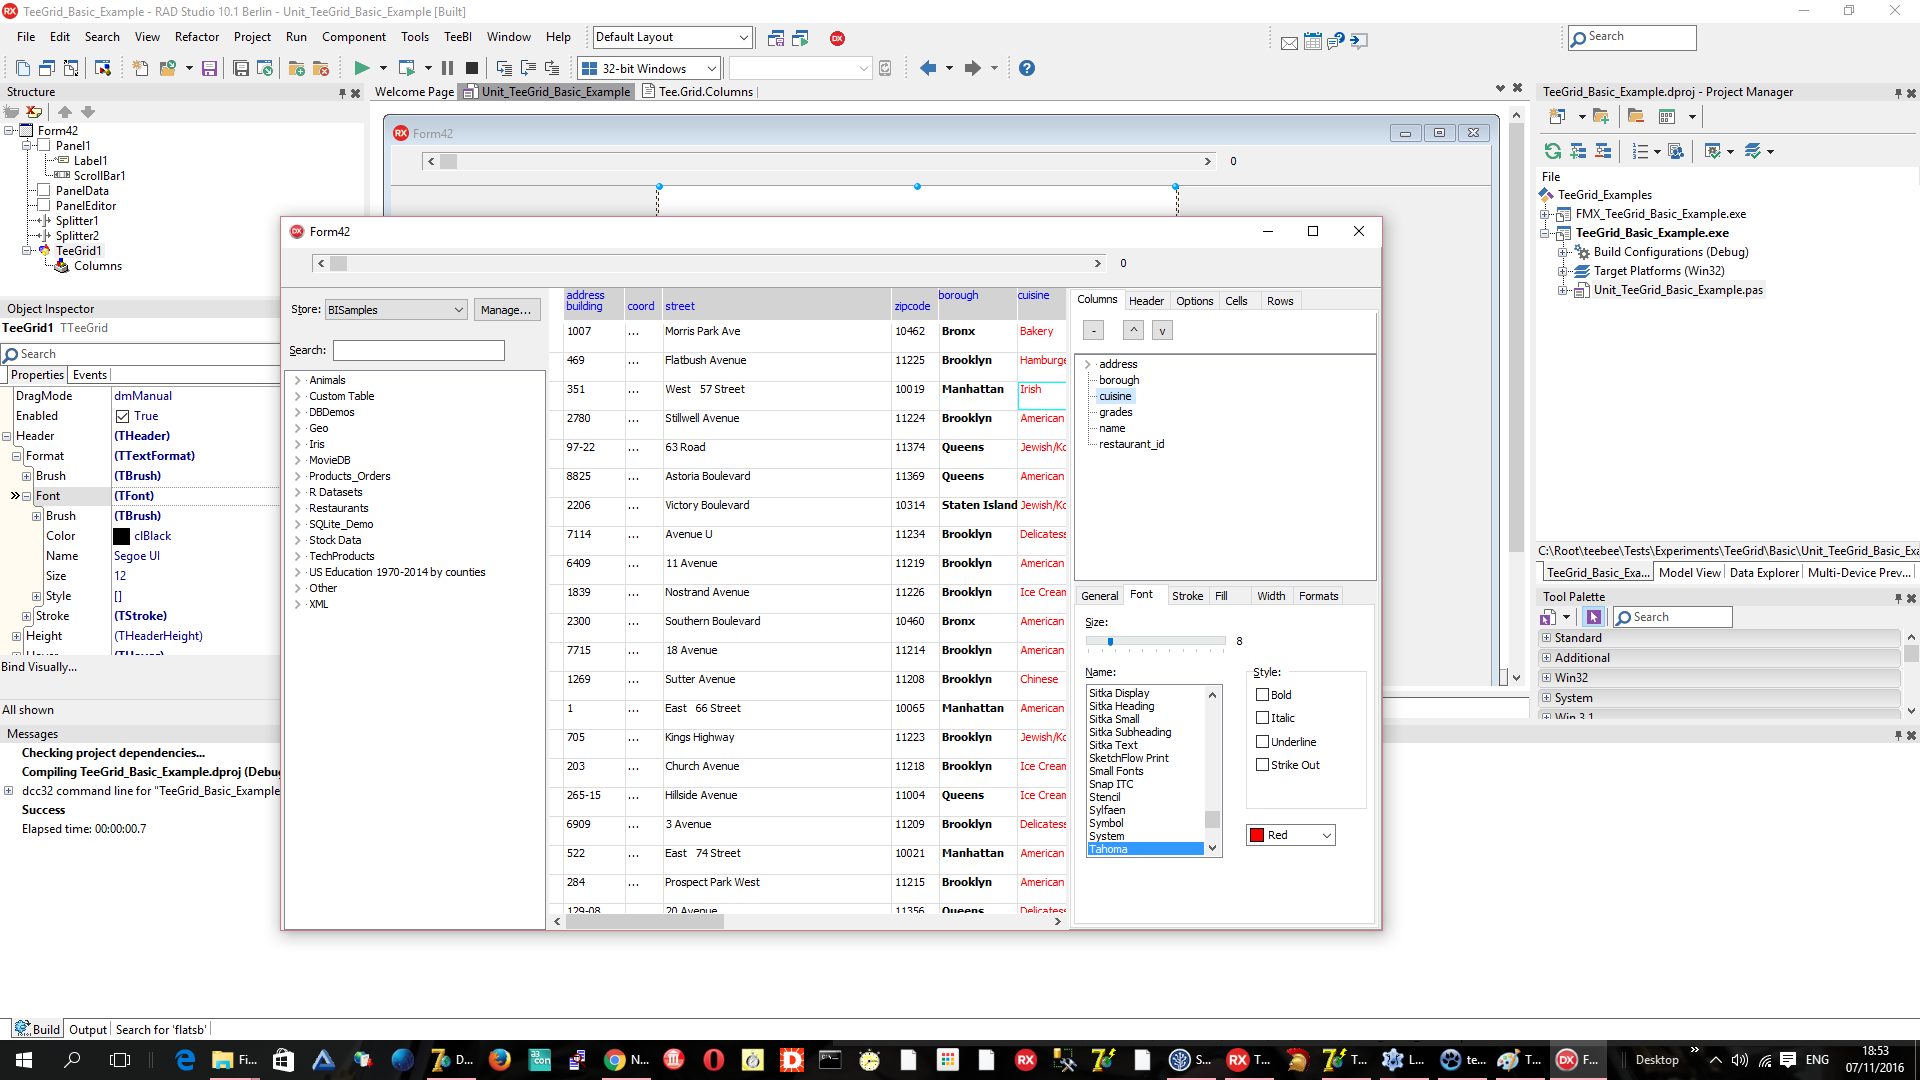 TeeGrid_Basic_Example - RAD Studio 10.1 Berlin - Unit_TeeGrid_Basic_Example [Built]
File Edit Search View Refactor Project Run Component Tools TeeBI Window Help Default Layout Search
32-bit Windows
Structure
Welcome Page Unit_TeeGrid_Basic_Example Tee.Grid.Columns
Form42
Panel1
Label1
ScrollBar1
PanelData
PanelEditor
Splitter1
Splitter2
TeeGrid1
Columns
Form42
0
Object Inspector
TeeGrid1 TTeeGrid
Search
Properties Events
DragMode dmManual
Enabled True
Header (THeader)
Format (TTextFormat)
Brush (TBrush)
Font (TFont)
Brush (TBrush)
Color clBlack
Name Segoe UI
Size 12
Style []
Stroke (TStroke)
Height (THeaderHeight)
Bind Visually...
All shown
Form42
0
Store: BISamples Manage...
Search:
Animals
Custom Table
DBDemos
Geo
Iris
MovieDB
Products_Orders
R Datasets
Restaurants
SQLite_Demo
Stock Data
TechProducts
US Education 1970-2014 by counties
Other
XML
address borough cuisine
building coord street zipcode
1007 ... Morris Park Ave 10462 Bronx Bakery
469 ... Flatbush Avenue 11225 Brooklyn Hamburge
351 ... West 57 Street 10019 Manhattan Irish
2780 ... Stillwell Avenue 11224 Brooklyn American
97-22 ... 63 Road 11374 Queens Jewish/Ko
8825 ... Astoria Boulevard 11369 Queens American
2206 ... Victory Boulevard 10314 Staten Island Jewish/Ko
7114 ... Avenue U 11234 Brooklyn Delicatess
6409 ... 11 Avenue 11219 Brooklyn American
1839 ... Nostrand Avenue 11226 Brooklyn Ice Cream
2300 ... Southern Boulevard 10460 Bronx American
7715 ... 18 Avenue 11214 Brooklyn American
1269 ... Sutter Avenue 11208 Brooklyn Chinese
1 ... East 66 Street 10065 Manhattan American
705 ... Kings Highway 11223 Brooklyn Jewish/Ko
203 ... Church Avenue 11218 Brooklyn Ice Cream
265-15 ... Hillside Avenue 11004 Queens Ice Cream
6909 ... 3 Avenue 11209 Brooklyn Delicatess
522 ... East 74 Street 10021 Manhattan American
284 ... Prospect Park West 11215 Brooklyn American
129-08 20 Avenue 11356 Queens Delicatess
Columns Header Options Cells Rows
- ^ v
address
borough
cuisine
grades
name
restaurant_id
General Font Stroke Fill Width Formats
Size:
8
Name:
Sitka Display
Sitka Heading
Sitka Small
Sitka Subheading
Sitka Text
SketchFlow Print
Small Fonts
Snap ITC
Stencil
Sylfaen
Symbol
System
Tahoma
Style:
Bold
Italic
Underline
Strike Out
Red
TeeGrid_Basic_Example.dproj - Project Manager
File
TeeGrid_Examples
FMX_TeeGrid_Basic_Example.exe
TeeGrid_Basic_Example.exe
Build Configurations (Debug)
Target Platforms (Win32)
Unit_TeeGrid_Basic_Example.pas
C:\Root\teebee\Tests\Experiments\TeeGrid\Basic\Unit_TeeGrid_Basic_Exa
TeeGrid_Basic_Exa... Model View Data Explorer Multi-Device Prev...
Tool Palette
Search
Standard
Additional
Win32
System
Win 3.1
Messages
Checking project dependencies...
Compiling TeeGrid_Basic_Example.dproj (Debu
dcc32 command line for "TeeGrid_Basic_Example
Success
Elapsed time: 00:00:00.7
Build Output Search for 'flatsb'
Fi... D... N... S... T... T... L... te... T... F... Desktop ENG
18:53
07/11/2016